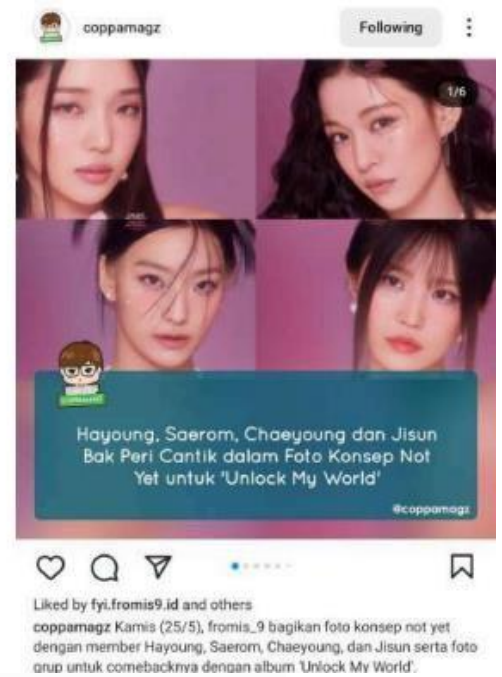 coppamagz
Following
1/6
Hayoung, Saerom, Chaeyoung dan Jisun
Bak Peri Cantik dalam Foto Konsep Not
Yet untuk 'Unlock My World'
@coppamagz
Liked by fyi.fromis9.id and others
coppamagz Kamis (25/5), fromis_9 bagikan foto konsep not yet
dengan member Hayoung, Saerom, Chaeyoung, dan Jisun serta foto
grup untuk comebacknya dengan album 'Unlock My World'.